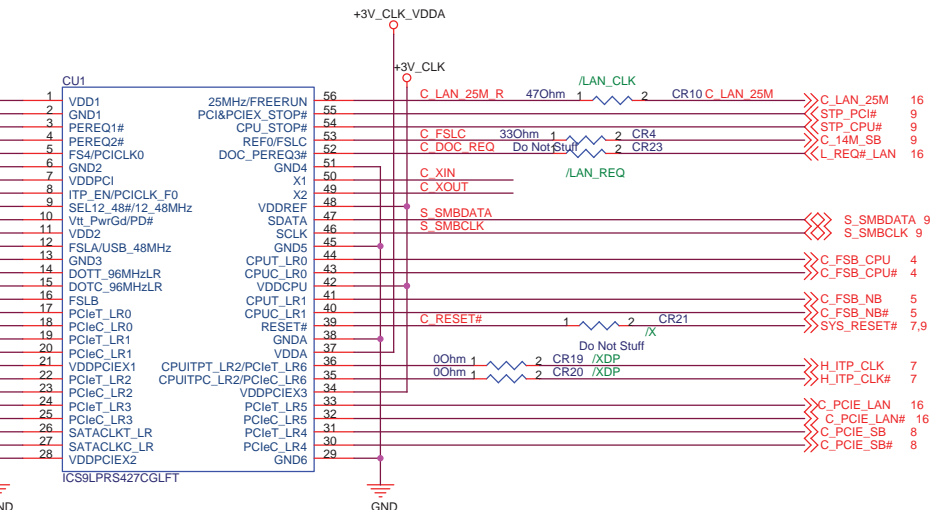 +3V_CLK_VDDA
+3V_CLK
CU1
/LAN_CLK
1 VDD1 25MHz/FREERUN 56 C_LAN_25M_R 47Ohm 1 2 CR10 C_LAN_25M C_LAN_25M 16
2 GND1 PCI&PCIEX_STOP# 55 STP_PCI# 9
3 PEREQ1# CPU_STOP# 54 STP_CPU# 9
4 PEREQ2# REF0/FSLC 53 C_FSLC 33Ohm 1 2 CR4 C_14M_SB 9
5 FS4/PCICLK0 DOC_PEREQ3# 52 C_DOC_REQ Do Not Stuff 1 2 CR23 L_REQ#_LAN 16
6 GND2 GND4 51 /LAN_REQ
7 VDDPCI X1 50 C_XIN
8 ITP_EN/PCICLK_F0 X2 49 C_XOUT
9 SEL12_48#/12_48MHz VDDREF 48
10 Vtt_PwrGd/PD# SDATA 47 S_SMBDATA S_SMBDATA 9
11 VDD2 SCLK 46 S_SMBCLK S_SMBCLK 9
12 FSLA/USB_48MHz GND5 45
13 GND3 CPUT_LR0 44 C_FSB_CPU 4
14 DOTT_96MHzLR CPUC_LR0 43 C_FSB_CPU# 4
15 DOTC_96MHzLR VDDCPU 42
16 FSLB CPUT_LR1 41 C_FSB_NB 5
17 PCIeT_LR0 CPUC_LR1 40 C_FSB_NB# 5
18 PCIeC_LR0 RESET# 39 C_RESET# 1 2 CR21 SYS_RESET# 7,9
/X
19 PCIeT_LR1 GNDA 38
Do Not Stuff
20 PCIeC_LR1 VDDA 37
21 VDDPCIEX1 CPUITPT_LR2/PCIeT_LR6 36 0Ohm 1 2 CR19 /XDP H_ITP_CLK 7
22 PCIeT_LR2 CPUITPC_LR2/PCIeC_LR6 35 0Ohm 1 2 CR20 /XDP H_ITP_CLK# 7
23 PCIeC_LR2 VDDPCIEX3 34
24 PCIeT_LR3 PCIeT_LR5 33 C_PCIE_LAN 16
25 PCIeC_LR3 PCIeC_LR5 32 C_PCIE_LAN# 16
26 SATACLKT_LR PCIeT_LR4 31 C_PCIE_SB 8
27 SATACLKC_LR PCIeC_LR4 30 C_PCIE_SB# 8
28 VDDPCIEX2 GND6 29
ICS9LPRS427CGLFT
GND